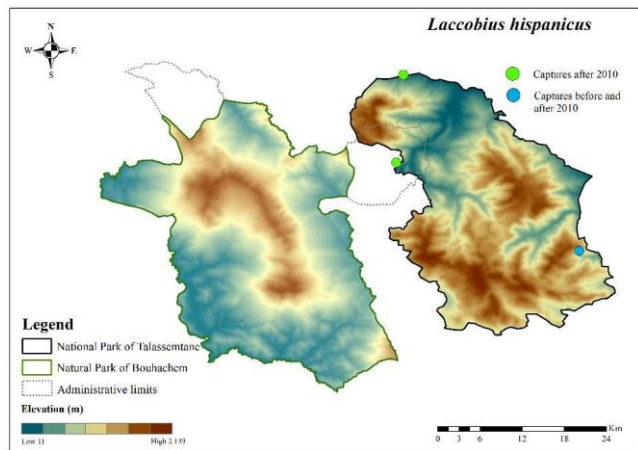 Laccobius hispanicus
N
W E
S
Captures after 2010
Captures before and
after 2010
Legend
National Park of Talassemtane
Natural Park of Bouhachem
Administrative limits
Elevation (m)
Low 11 High 2 149
Km
0 3 6 12 18 24